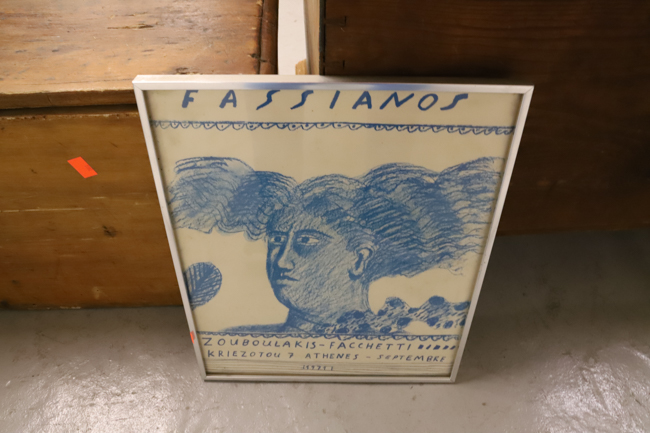 FASSIANOS
ZOUBOULAKIS-FACCHETTI
KRIEZOTOU 7 ATHENES - SEPTEMBRE